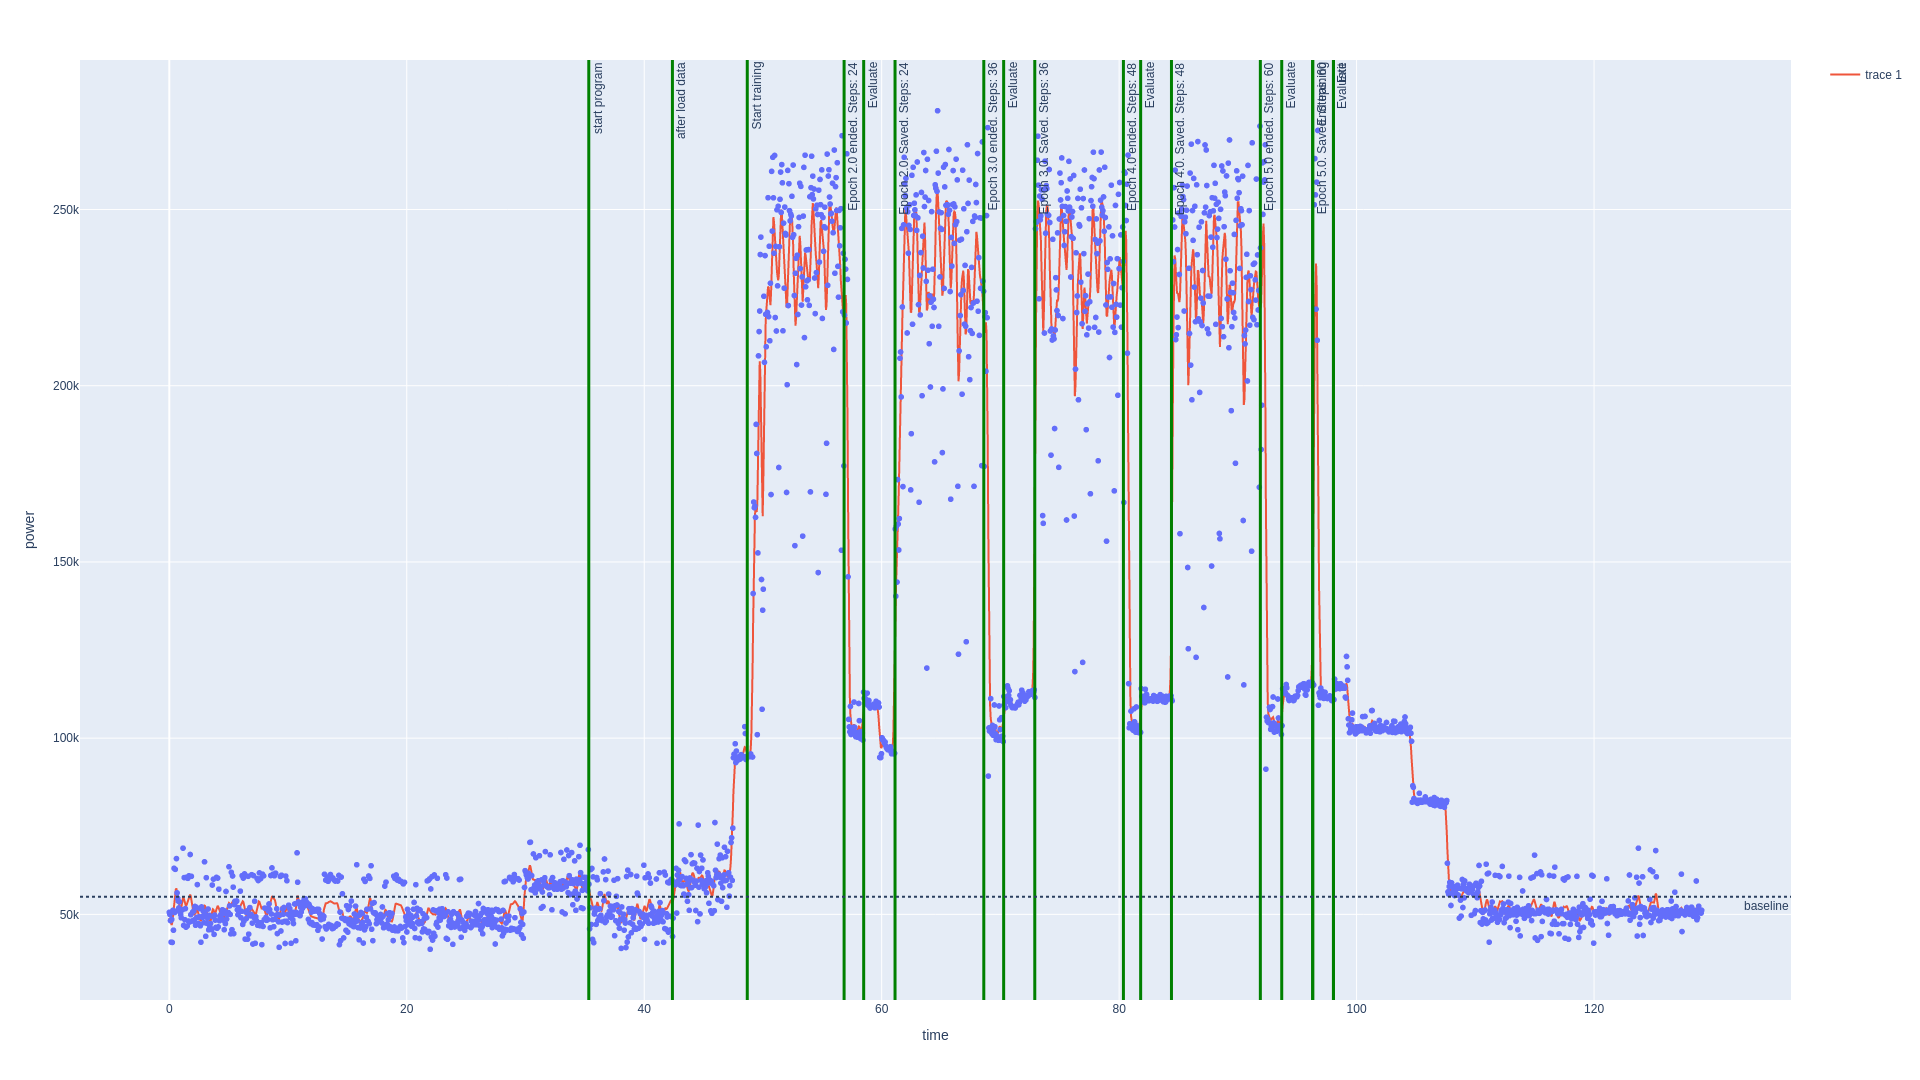 trace 1
start program
after load data
Start training
Epoch 2.0 ended. Steps: 24
Evaluate
Epoch 2.0. Saved. Steps: 24
Epoch 3.0 ended. Steps: 36
Evaluate
Epoch 3.0. Saved. Steps: 36
Epoch 4.0 ended. Steps: 48
Evaluate
Epoch 4.0. Saved. Steps: 48
Epoch 5.0 ended. Steps: 60
Evaluate
Epoch 5.0. Saved. Steps: 60
End training
Evaluate
Exit
250k
200k
150k
100k
50k
power
baseline
0
20
40
60
80
100
120
time